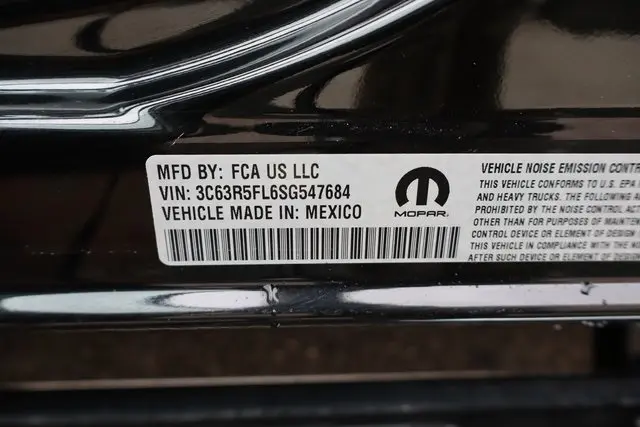 MFD BY: FCA US LLC
VIN: 3C63R5FL6SG547684
VEHICLE MADE IN: MEXICO
MOPAR
VEHICLE NOISE EMISSION CONTR
THIS VEHICLE CONFORMS TO U.S. EPA
AND HEAVY TRUCKS. THE FOLLOWING A
PROHIBITED BY THE NOISE CONTROL AC
OTHER THAN FOR PURPOSES OF MAINTE
CONTROL DEVICE OR ELEMENT OF DESIGN
THIS VEHICLE IN COMPLIANCE WITH THE
AFTER SUCH DEVICE OR ELEMENT OF DESIGN